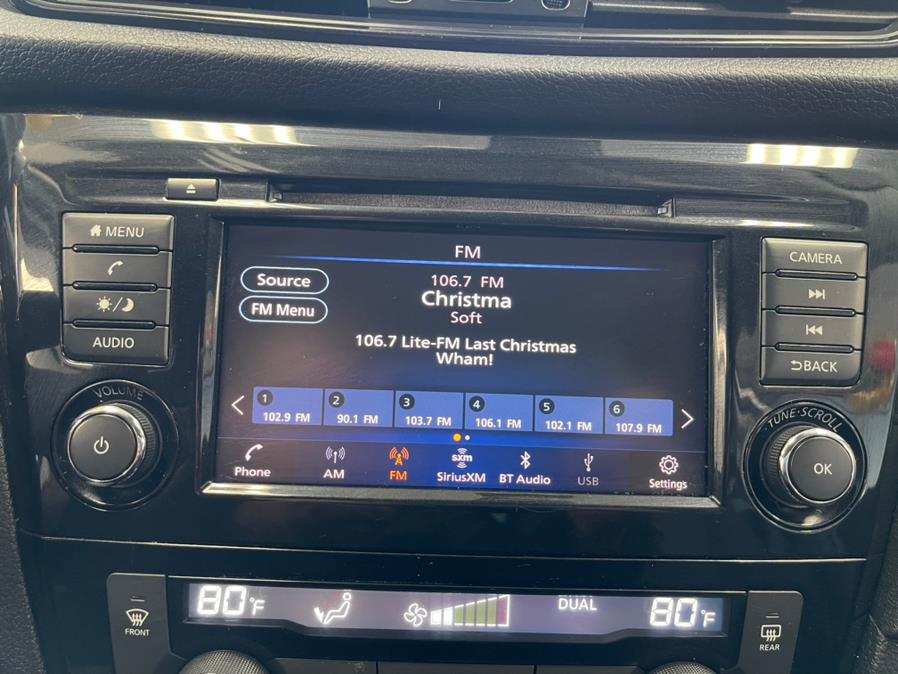 MENU
AUDIO
VOLUME
FM
Source
FM Menu
106.7 FM
Christma
Soft
106.7 Lite-FM Last Christmas
Wham!
1 102.9 FM
2 90.1 FM
3 103.7 FM
4 106.1 FM
5 102.1 FM
6 107.9 FM
Phone
AM
FM
sxm
SiriusXM
BT Audio
USB
Settings
CAMERA
BACK
TUNE·SCROLL
OK
FRONT
80°F
DUAL
80°F
REAR